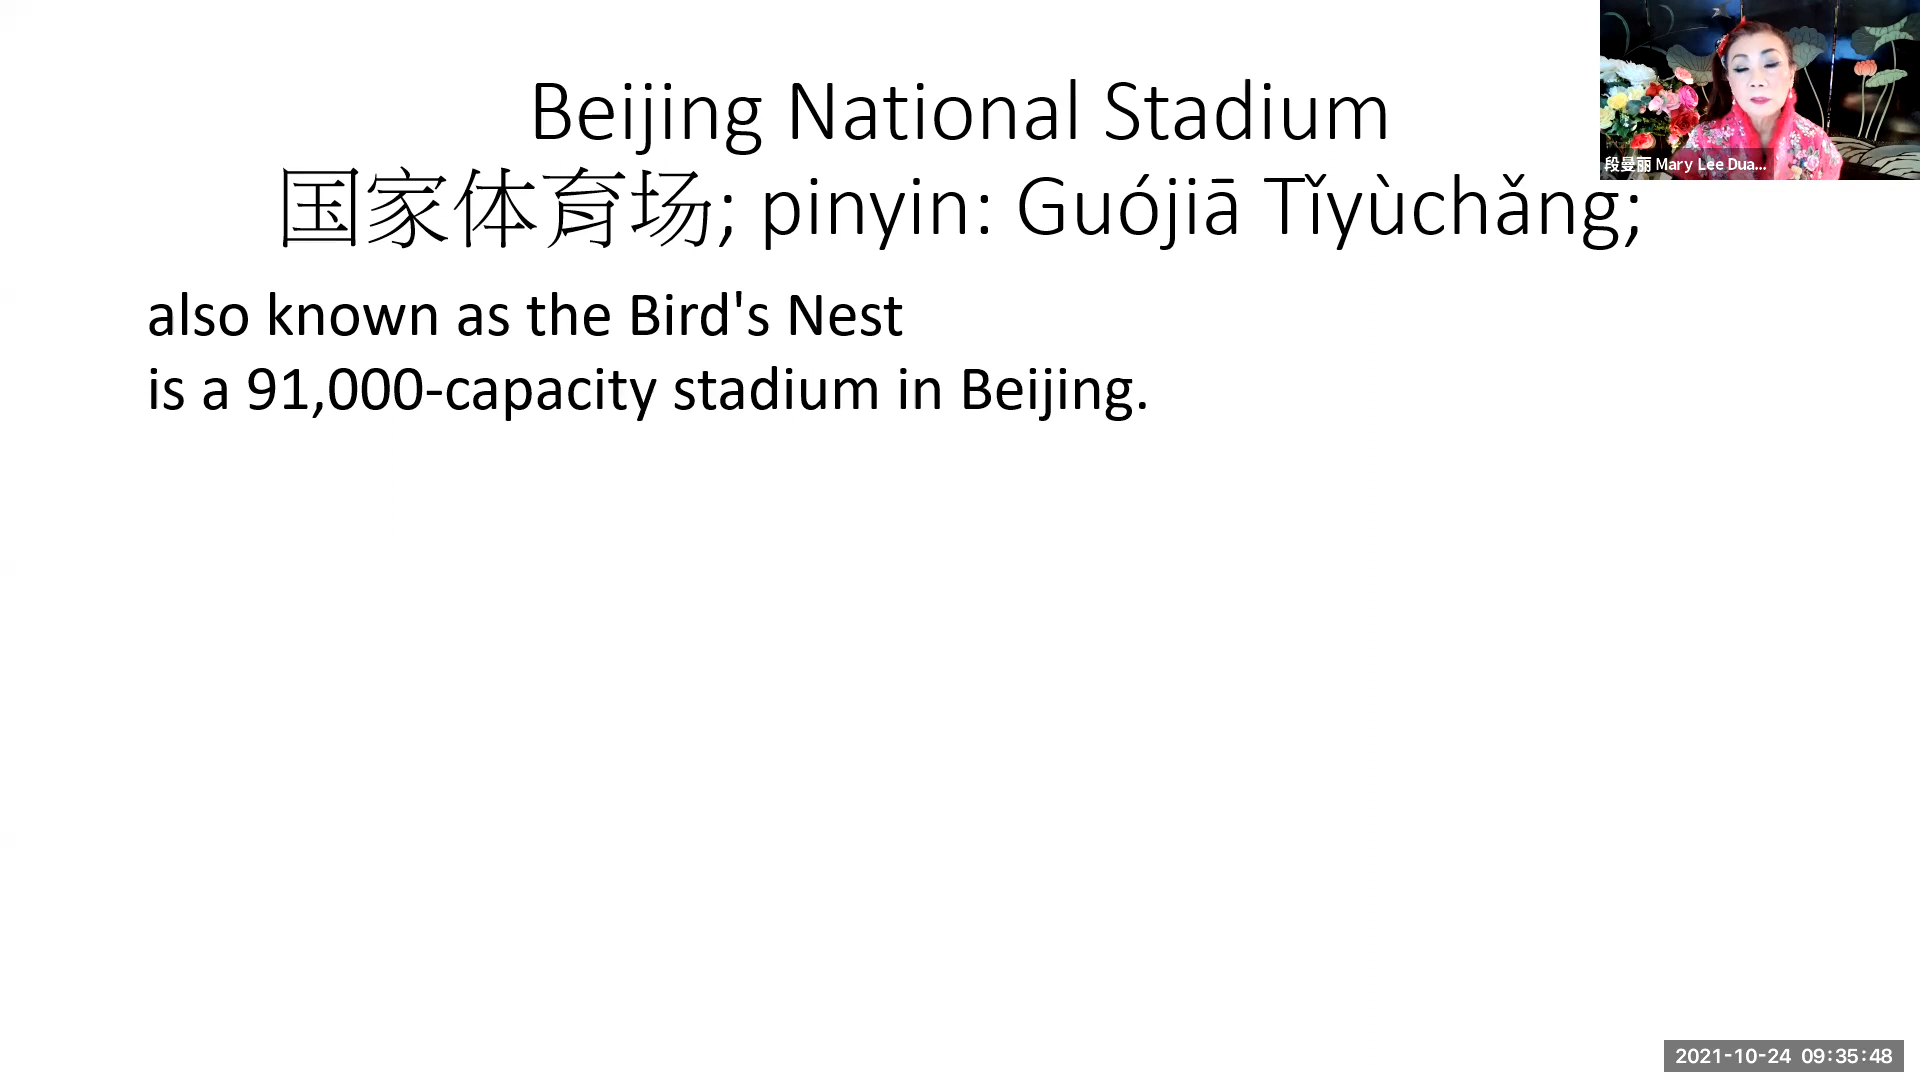 Beijing National Stadium
国家体育场; pinyin: Guójiā Tǐyùchǎng;
also known as the Bird's Nest
is a 91,000-capacity stadium in Beijing.
段曼丽 Mary Lee Dua...
2021-10-24 09:35:48